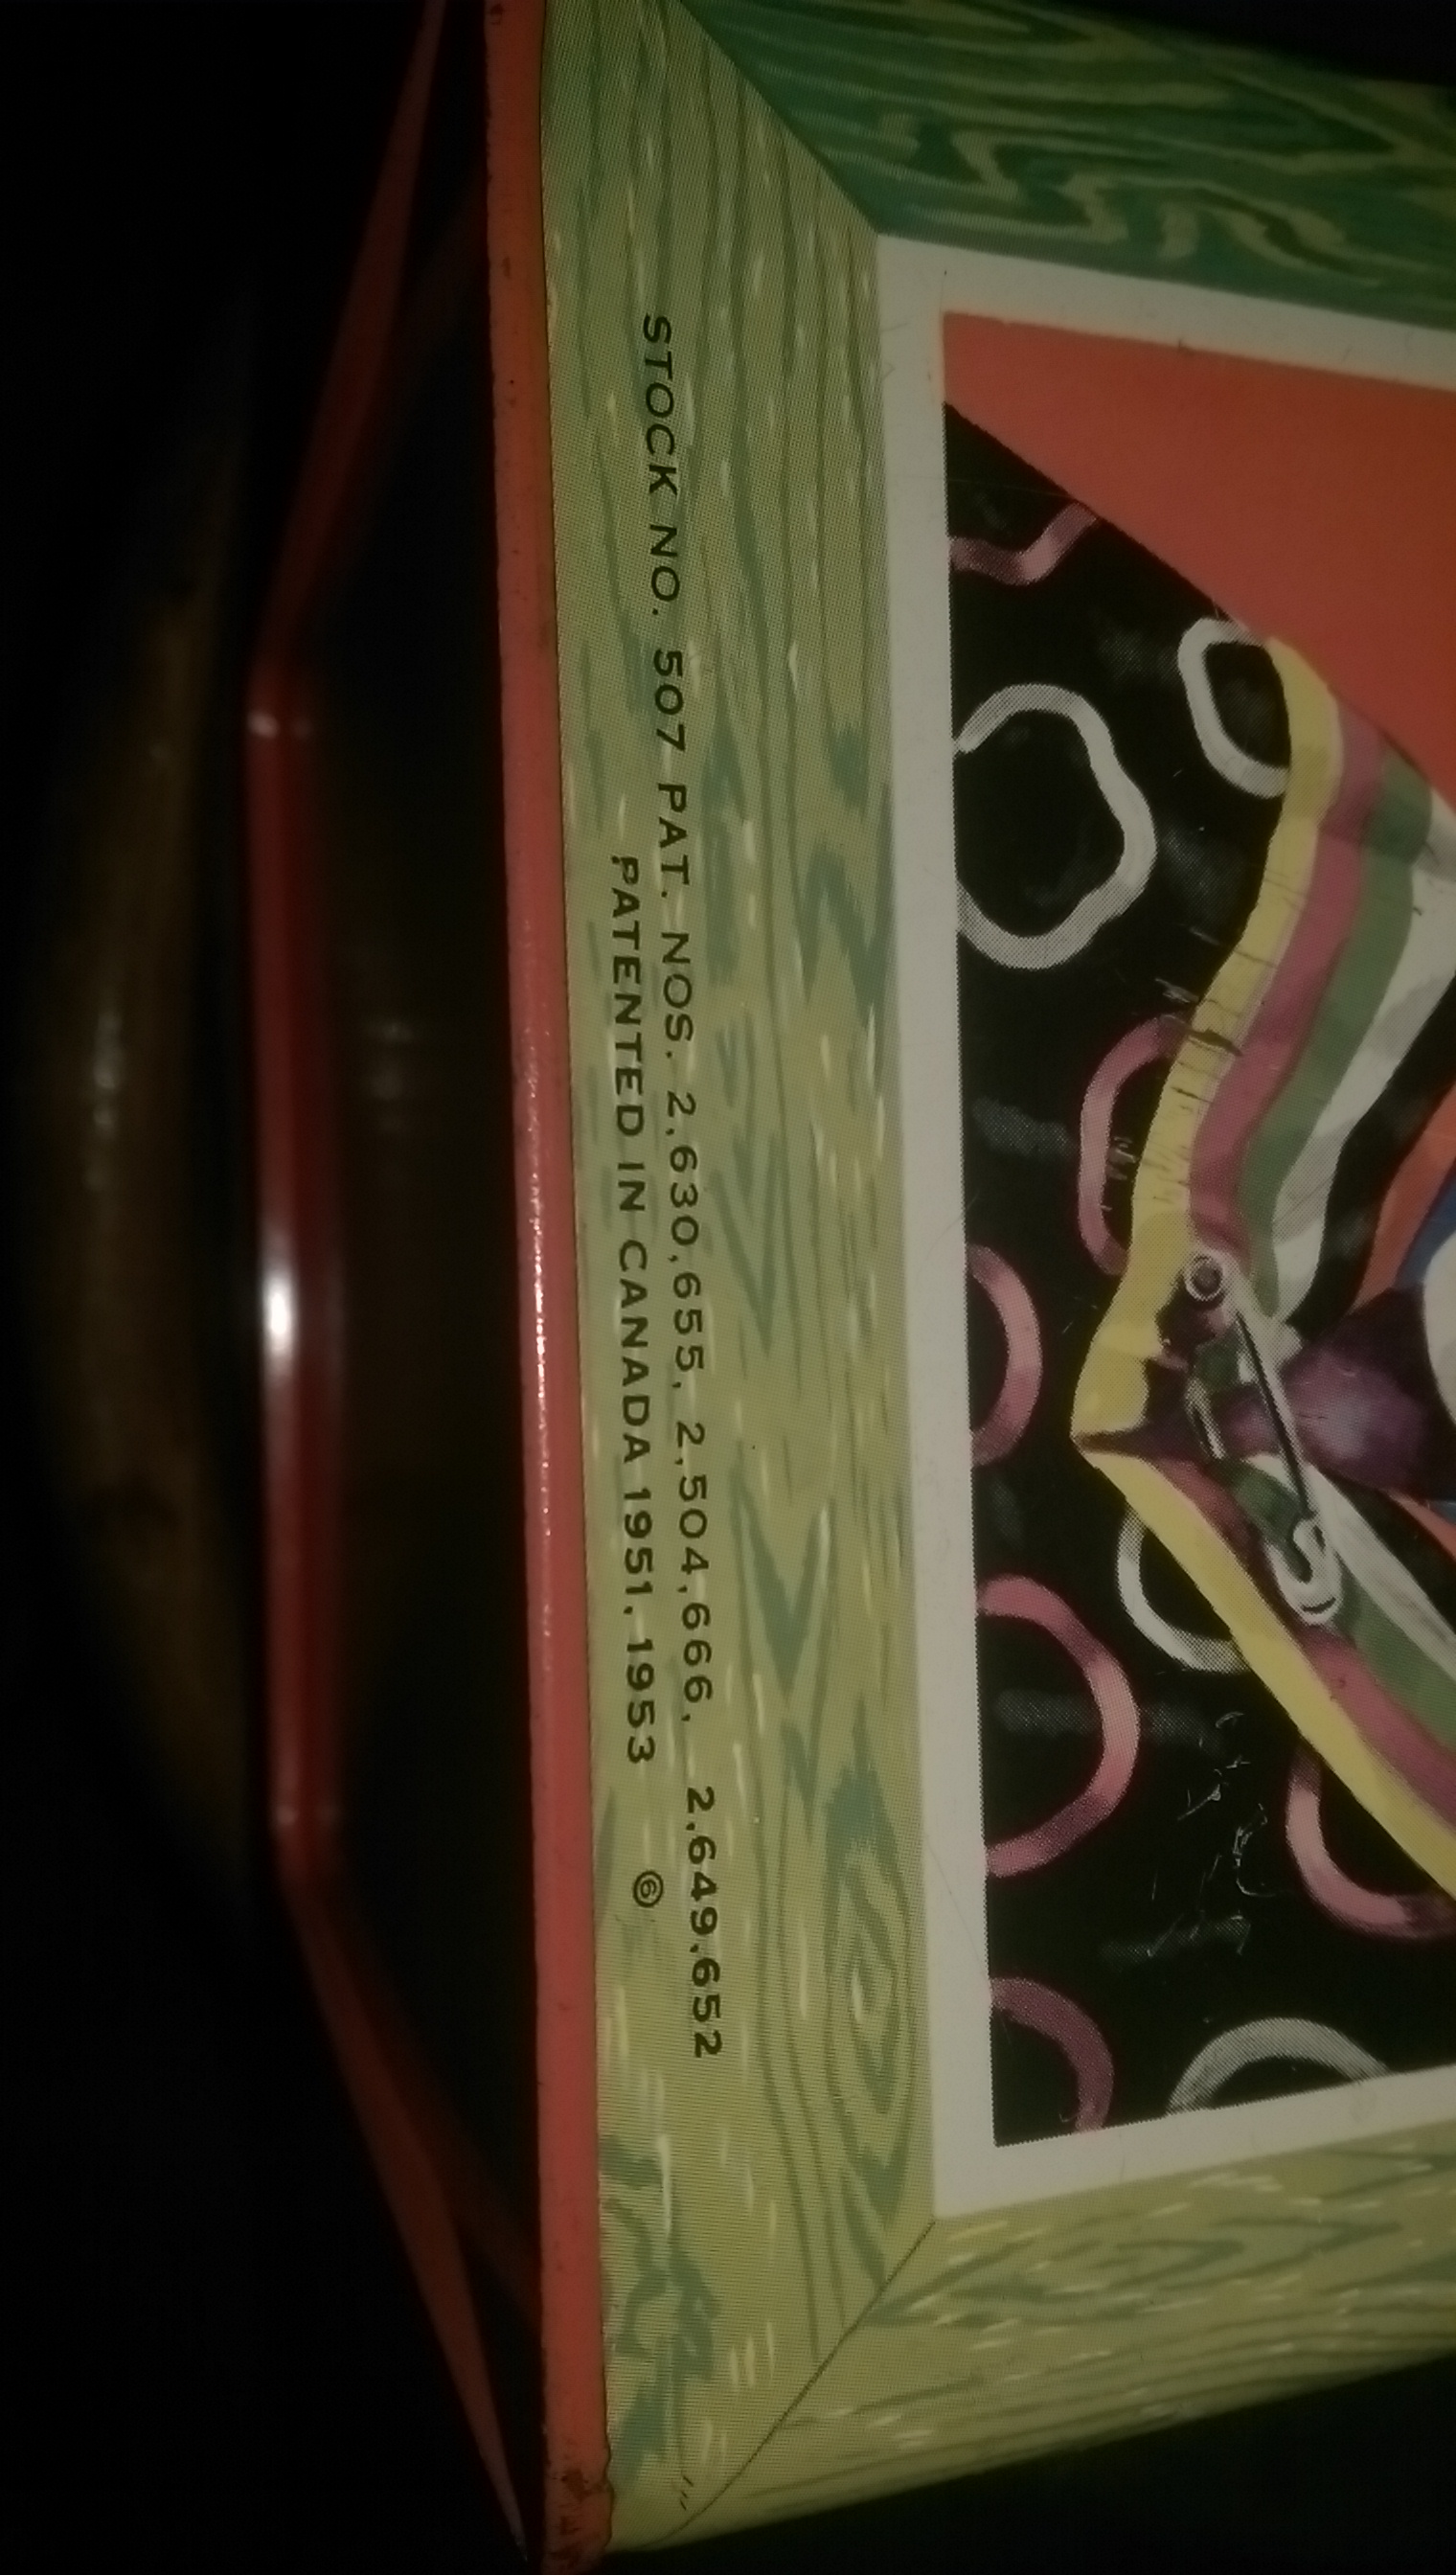 STOCK NO. 507 PAT. NOS. 2,630,655, 2,504,666, 2,649,652
PATENTED IN CANADA 1951, 1953 ⑥